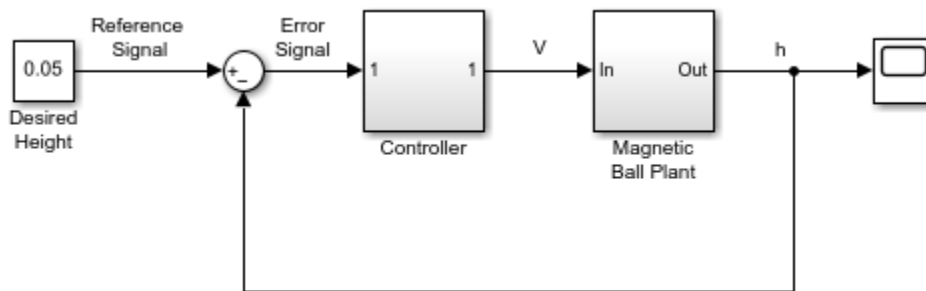 Reference
Signal
Error
Signal
V
h
0.05
+
−
1
1
In
Out
Desired
Height
Controller
Magnetic
Ball Plant